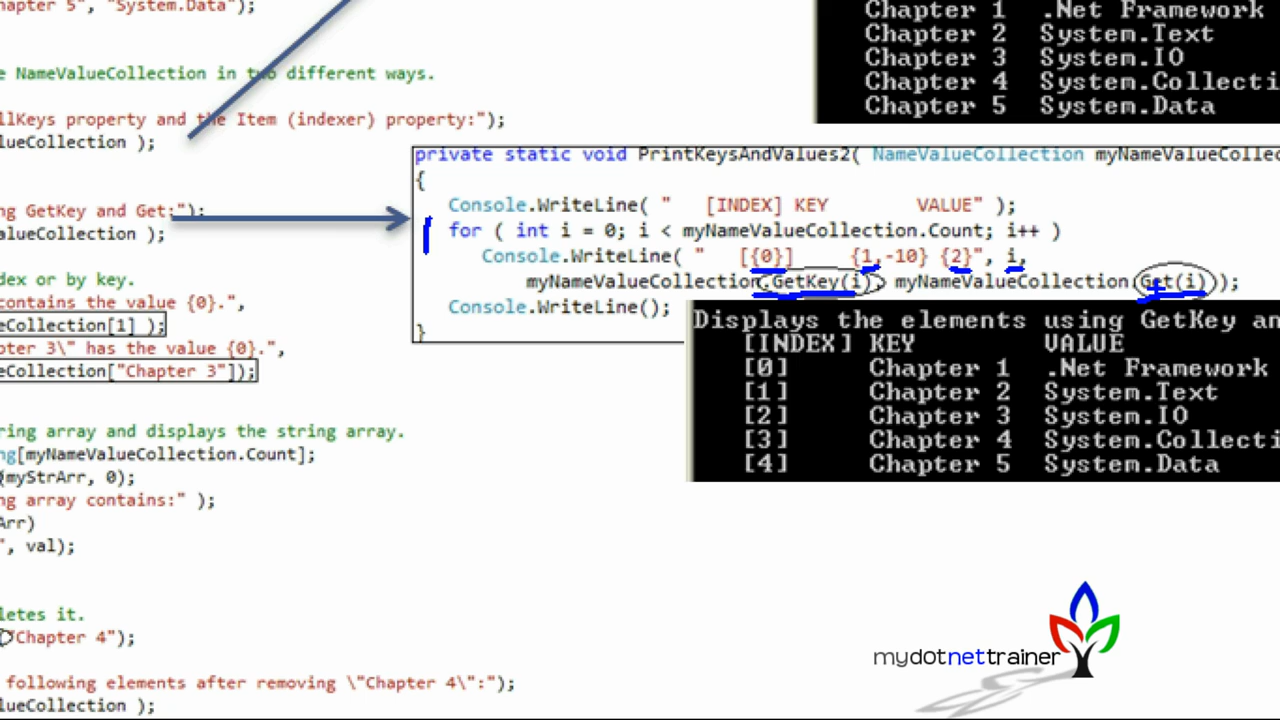 hapter 5", "System.Data");
e NameValueCollection in two different ways.
llKeys property and the Item (indexer) property:");
alueCollection );
ng GetKey and Get:");
alueCollection );
ndex or by key.
contains the value {0}.",
eCollection[1] );
pter 3\" has the value {0}.",
eCollection["Chapter 3"]);
ring array and displays the string array.
ng[myNameValueCollection.Count];
(myStrArr, 0);
ng array contains:" );
Arr)
", val);
letes it.
"Chapter 4");
following elements after removing \"Chapter 4\":");
alueCollection );
Chapter 1 .Net Framework
Chapter 2 System.Text
Chapter 3 System.IO
Chapter 4 System.Collecti
Chapter 5 System.Data
private static void PrintKeysAndValues2( NameValueCollection myNameValueCollec
{
Console.WriteLine( " [INDEX] KEY VALUE" );
for ( int i = 0; i < myNameValueCollection.Count; i++ )
Console.WriteLine( " [{0}] {1,-10} {2}", i,
myNameValueCollection.GetKey(i), myNameValueCollection.Get(i));
Console.WriteLine();
}
Displays the elements using GetKey an
[INDEX] KEY VALUE
[0] Chapter 1 .Net Framework
[1] Chapter 2 System.Text
[2] Chapter 3 System.IO
[3] Chapter 4 System.Collecti
[4] Chapter 5 System.Data
mydotnettrainer